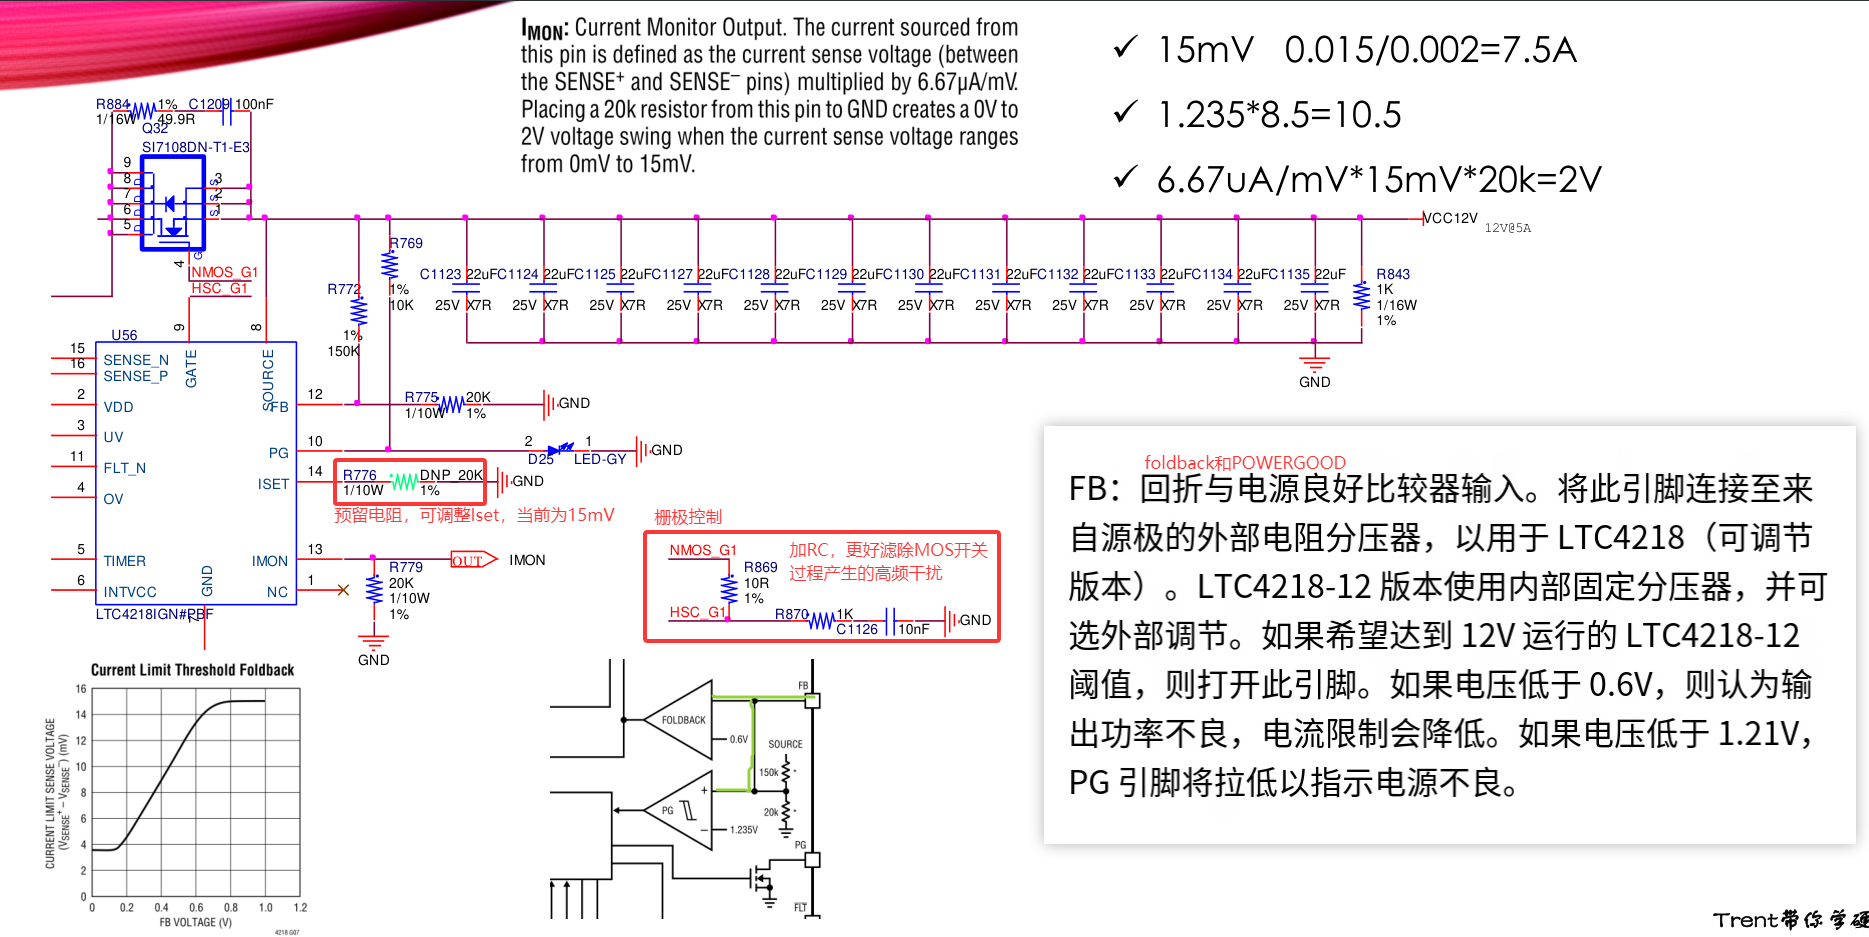 IMON: Current Monitor Output. The current sourced from
this pin is defined as the current sense voltage (between
the SENSE+ and SENSE– pins) multiplied by 6.67µA/mV.
Placing a 20k resistor from this pin to GND creates a 0V to
2V voltage swing when the current sense voltage ranges
from 0mV to 15mV.
✓ 15mV 0.015/0.002=7.5A
✓ 1.235*8.5=10.5
✓ 6.67uA/mV*15mV*20k=2V
R884 1% C1209 100nF
1/16W 49.9R
Q32
SI7108DN-T1-E3
9
8
7
6
5
D
D
D
D
3
2
1
S
S
S
4
G
NMOS_G1
HSC_G1
VCC12V
12V@5A
R769
1%
10K
R772
1%
150K
C1123 22uF C1124 22uF C1125 22uF C1127 22uF C1128 22uF C1129 22uF C1130 22uF C1131 22uF C1132 22uF C1133 22uF C1134 22uF C1135 22uF
25V X7R 25V X7R 25V X7R 25V X7R 25V X7R 25V X7R 25V X7R 25V X7R 25V X7R 25V X7R 25V X7R 25V X7R
R843
1K
1/16W
1%
GND
U56
9
8
GATE
SOURCE
15 SENSE_N
16 SENSE_P
2 VDD
3 UV
11 FLT_N
4 OV
5 TIMER
6 INTVCC
GND
7
FB 12
PG 10
ISET 14
IMON 13
NC 1
LTC4218IGN#PBF
R775 20K
1/10W 1%
GND
2 1
D25 LED-GY
GND
R776 DNP_20K
1/10W 1%
GND
预留电阻，可调整Iset，当前为15mV
OUT IMON
R779
20K
1/10W
1%
GND
栅极控制
NMOS_G1
加RC，更好滤除MOS开关
过程产生的高频干扰
R869
10R
1%
HSC_G1
R870 1K
C1126 10nF
GND
foldback和POWERGOOD
FB：回折与电源良好比较器输入。将此引脚连接至来
自源极的外部电阻分压器，以用于 LTC4218（可调节
版本）。LTC4218-12 版本使用内部固定分压器，并可
选外部调节。如果希望达到 12V 运行的 LTC4218-12
阈值，则打开此引脚。如果电压低于 0.6V，则认为输
出功率不良，电流限制会降低。如果电压低于 1.21V，
PG 引脚将拉低以指示电源不良。
Current Limit Threshold Foldback
CURRENT LIMIT SENSE VOLTAGE
(VSENSE+ – VSENSE–) (mV)
16
14
12
10
8
6
4
2
0
0 0.2 0.4 0.6 0.8 1.0 1.2
FB VOLTAGE (V)
4218 G07
FB
FOLDBACK
0.6V
SOURCE
150k
20k
+
PG
–
1.235V
PG
FLT
Trent带你学硬